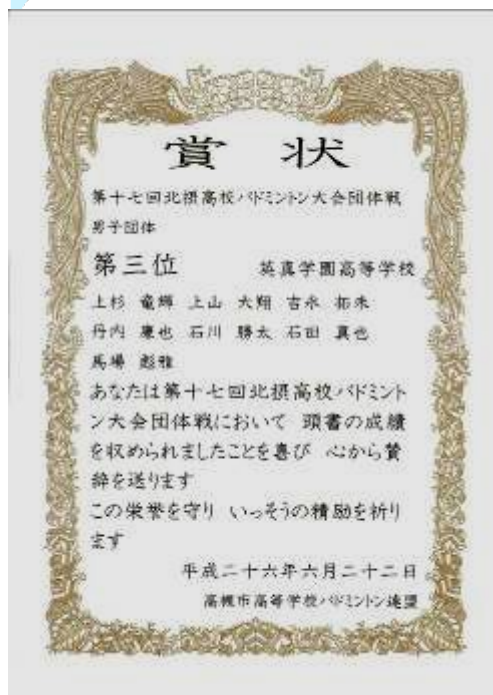 賞 状
第十七回北摂高校バドミントン大会団体戦
男子団体
第三位 英真学園高等学校
上杉 竜輝 上山 大翔 吉永 拓未
丹内 康也 石川 勝太 石田 真也
馬場 彪雅
あなたは第十七回北摂高校バドミント
ン大会団体戦において 頭書の成績
を収められましたことを喜び 心から賛
辞を送ります
この栄誉を守り いっそうの精励を祈り
ます
平成二十六年六月二十二日
高槻市高等学校バドミントン連盟